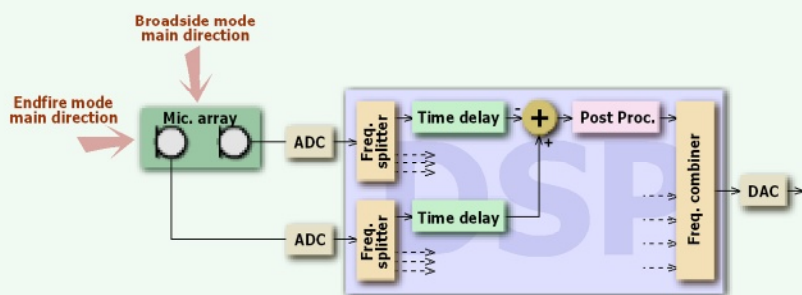 Broadside mode
main direction
Endfire mode
main direction
Mic. array
ADC
Freq.
splitter
Time delay
-
+
+
Post Proc.
Freq. combiner
DAC
ADC
Freq.
splitter
Time delay
DSP